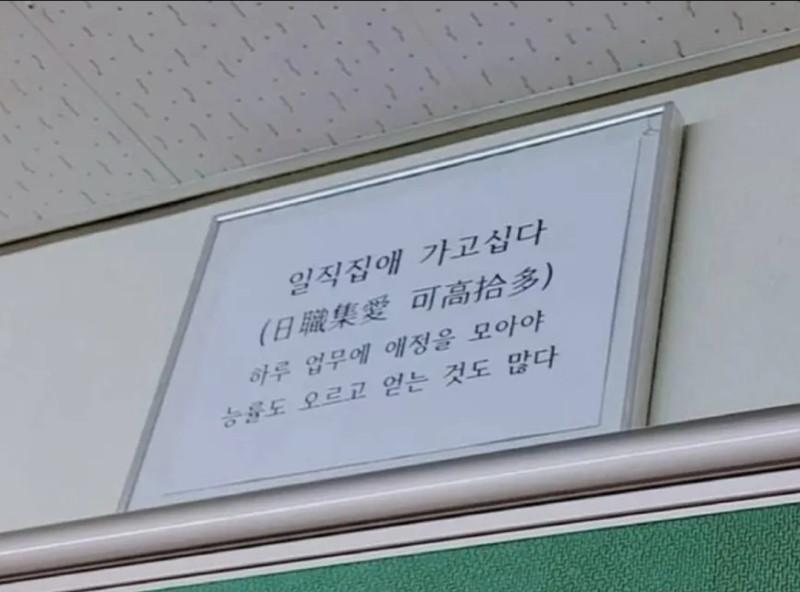 일직집애 가고십다
(日職集愛 可高拾多)
하루 업무에 애정을 모아야
능률도 오르고 얻는 것도 많다